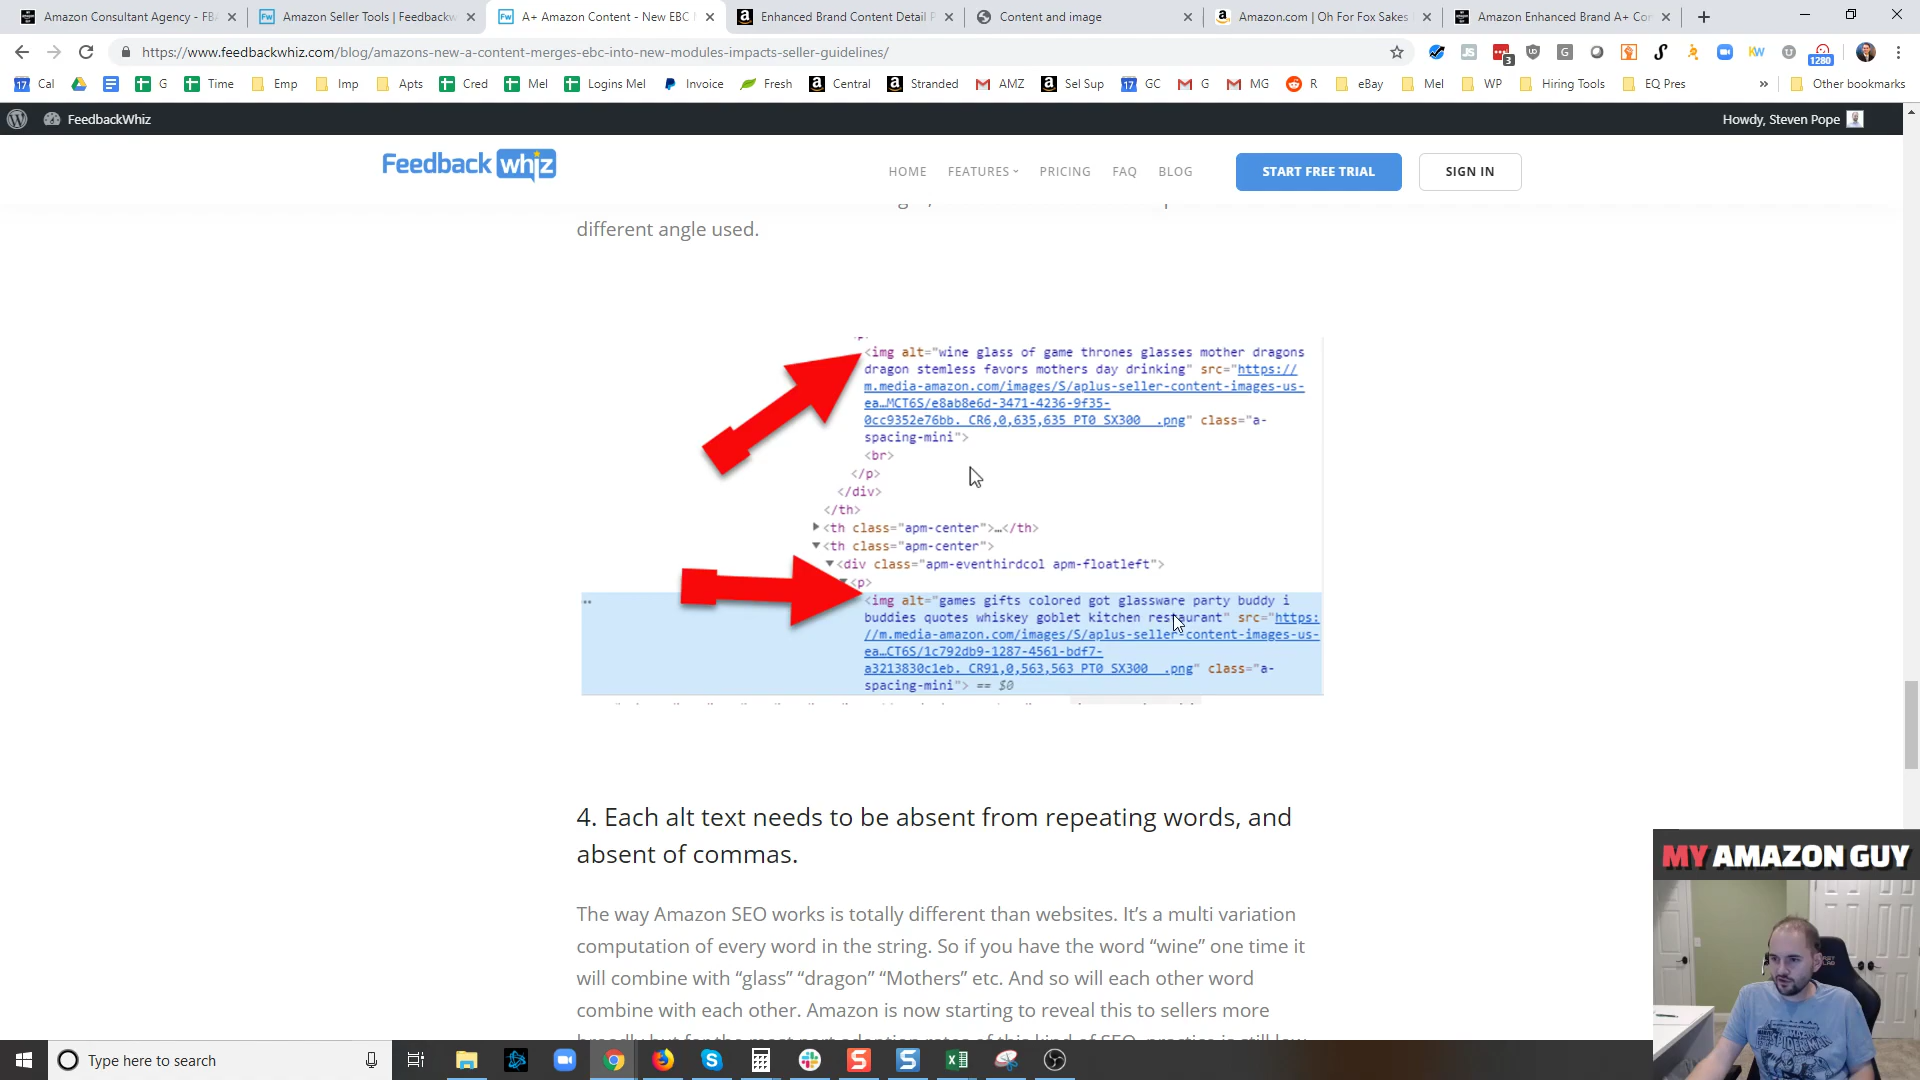 Amazon Consultant Agency - FBA
Amazon Seller Tools | Feedbackw
A+ Amazon Content - New EBC
Enhanced Brand Content Detail P
Content and image
Amazon.com | Oh For Fox Sakes
Amazon Enhanced Brand A+ Con
https://www.feedbackwhiz.com/blog/amazons-new-a-content-merges-ebc-into-new-modules-impacts-seller-guidelines/
Cal G Time Emp Imp Apts Cred Mel Logins Mel Invoice Fresh Central Stranded AMZ Sel Sup GC G MG R eBay Mel WP Hiring Tools EQ Pres » Other bookmarks
FeedbackWhiz
Howdy, Steven Pope
Feedback whiz
HOME FEATURES PRICING FAQ BLOG START FREE TRIAL SIGN IN
different angle used.
<img alt="wine glass of game thrones glasses mother dragons
dragon stemless favors mothers day drinking" src="https://
m.media-amazon.com/images/S/aplus-seller-content-images-us-
ea…MCT6S/e8ab8e6d-3471-4236-9f35-
0cc9352e76bb._CR6,0,635,635_PT0_SX300__.png" class="a-
spacing-mini">
<br>
</p>
</div>
</th>
<th class="apm-center">…</th>
<th class="apm-center">
<div class="apm-eventhirdcol apm-floatleft">
<p>
<img alt="games gifts colored got glassware party buddy i
buddies quotes whiskey goblet kitchen restaurant" src="https:
//m.media-amazon.com/images/S/aplus-seller-content-images-us-
ea…CT6S/1c792db9-1287-4561-bdf7-
a3213830c1eb._CR91,0,563,563_PT0_SX300__.png" class="a-
spacing-mini"> == $0
4. Each alt text needs to be absent from repeating words, and
absent of commas.
The way Amazon SEO works is totally different than websites. It's a multi variation
computation of every word in the string. So if you have the word “wine” one time it
will combine with “glass” “dragon” “Mothers” etc. And so will each other word
combine with each other. Amazon is now starting to reveal this to sellers more
MY AMAZON GUY
Type here to search